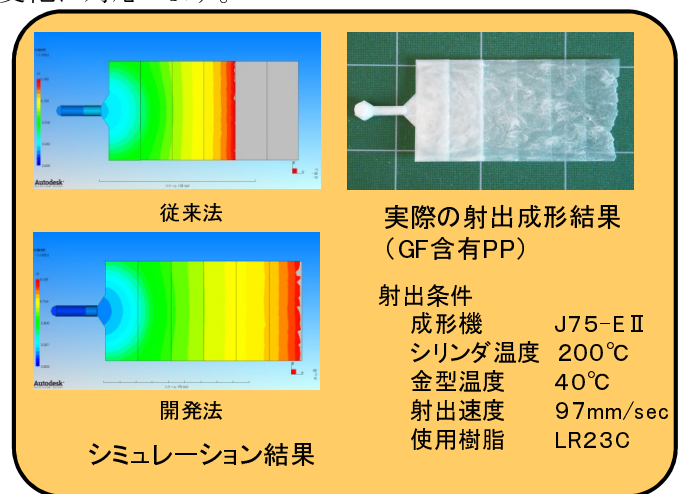 Autodesk
従来法
実際の射出成形結果
（GF含有PP）
Autodesk
開発法
シミュレーション結果
射出条件
成形機 J75-EⅡ
シリンダ温度 200℃
金型温度 40℃
射出速度 97mm/sec
使用樹脂 LR23C